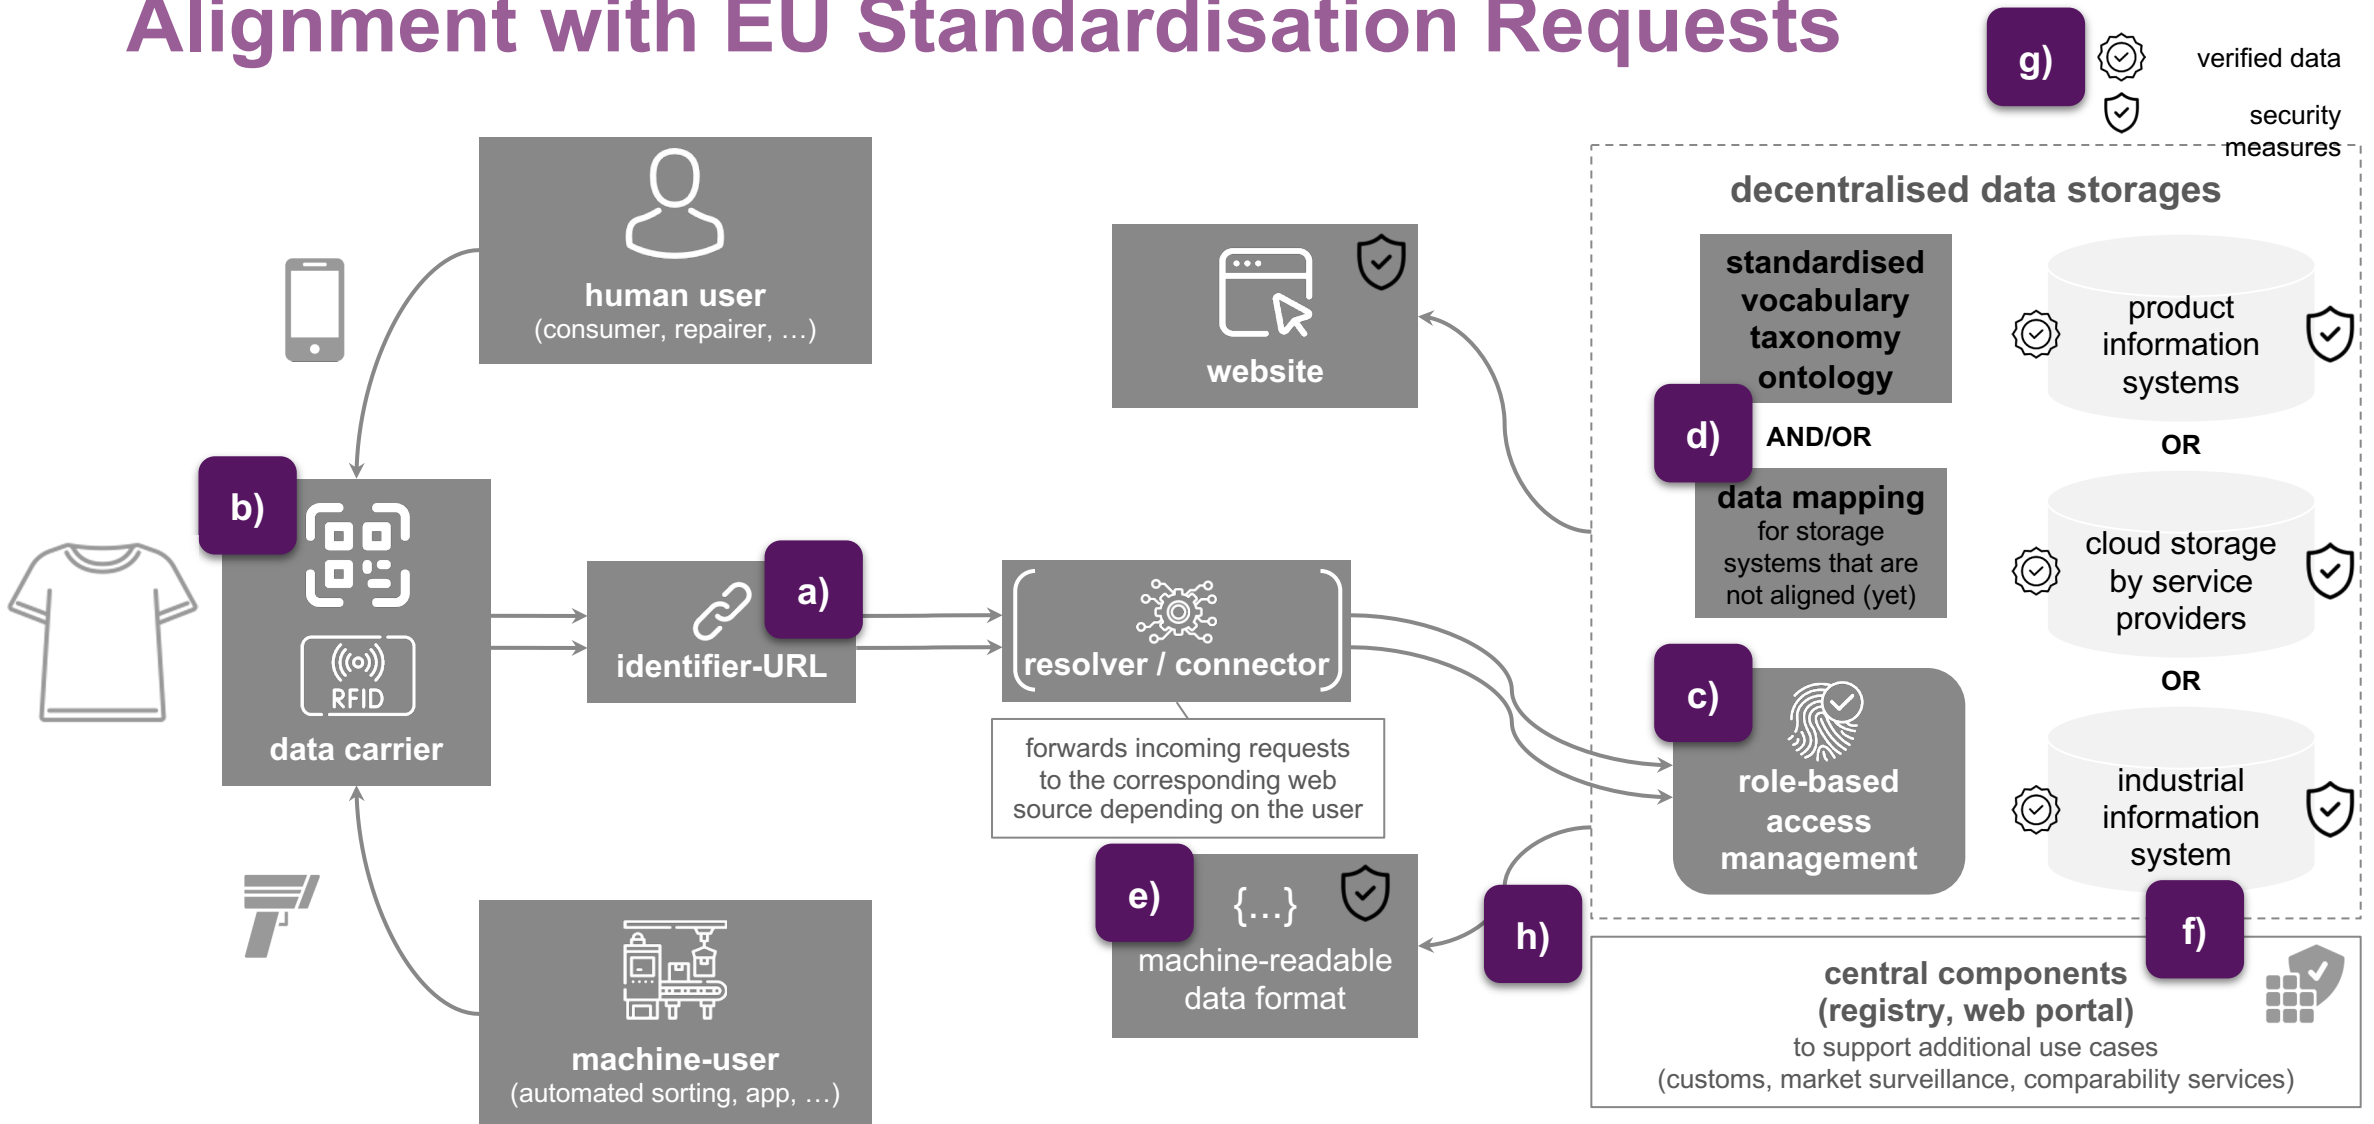 Alignment with EU Standardisation Requests
g)
verified data
security
measures
human user
(consumer, repairer, …)
website
decentralised data storages
standardised
vocabulary
taxonomy
ontology
product
information
systems
d)
AND/OR
OR
data mapping
for storage
systems that are
not aligned (yet)
cloud storage
by service
providers
OR
b)
RFID
data carrier
a)
identifier-URL
resolver / connector
forwards incoming requests
to the corresponding web
source depending on the user
c)
role-based
access
management
industrial
information
system
e)
{...}
machine-readable
data format
h)
f)
central components
(registry, web portal)
to support additional use cases
(customs, market surveillance, comparability services)
machine-user
(automated sorting, app, …)